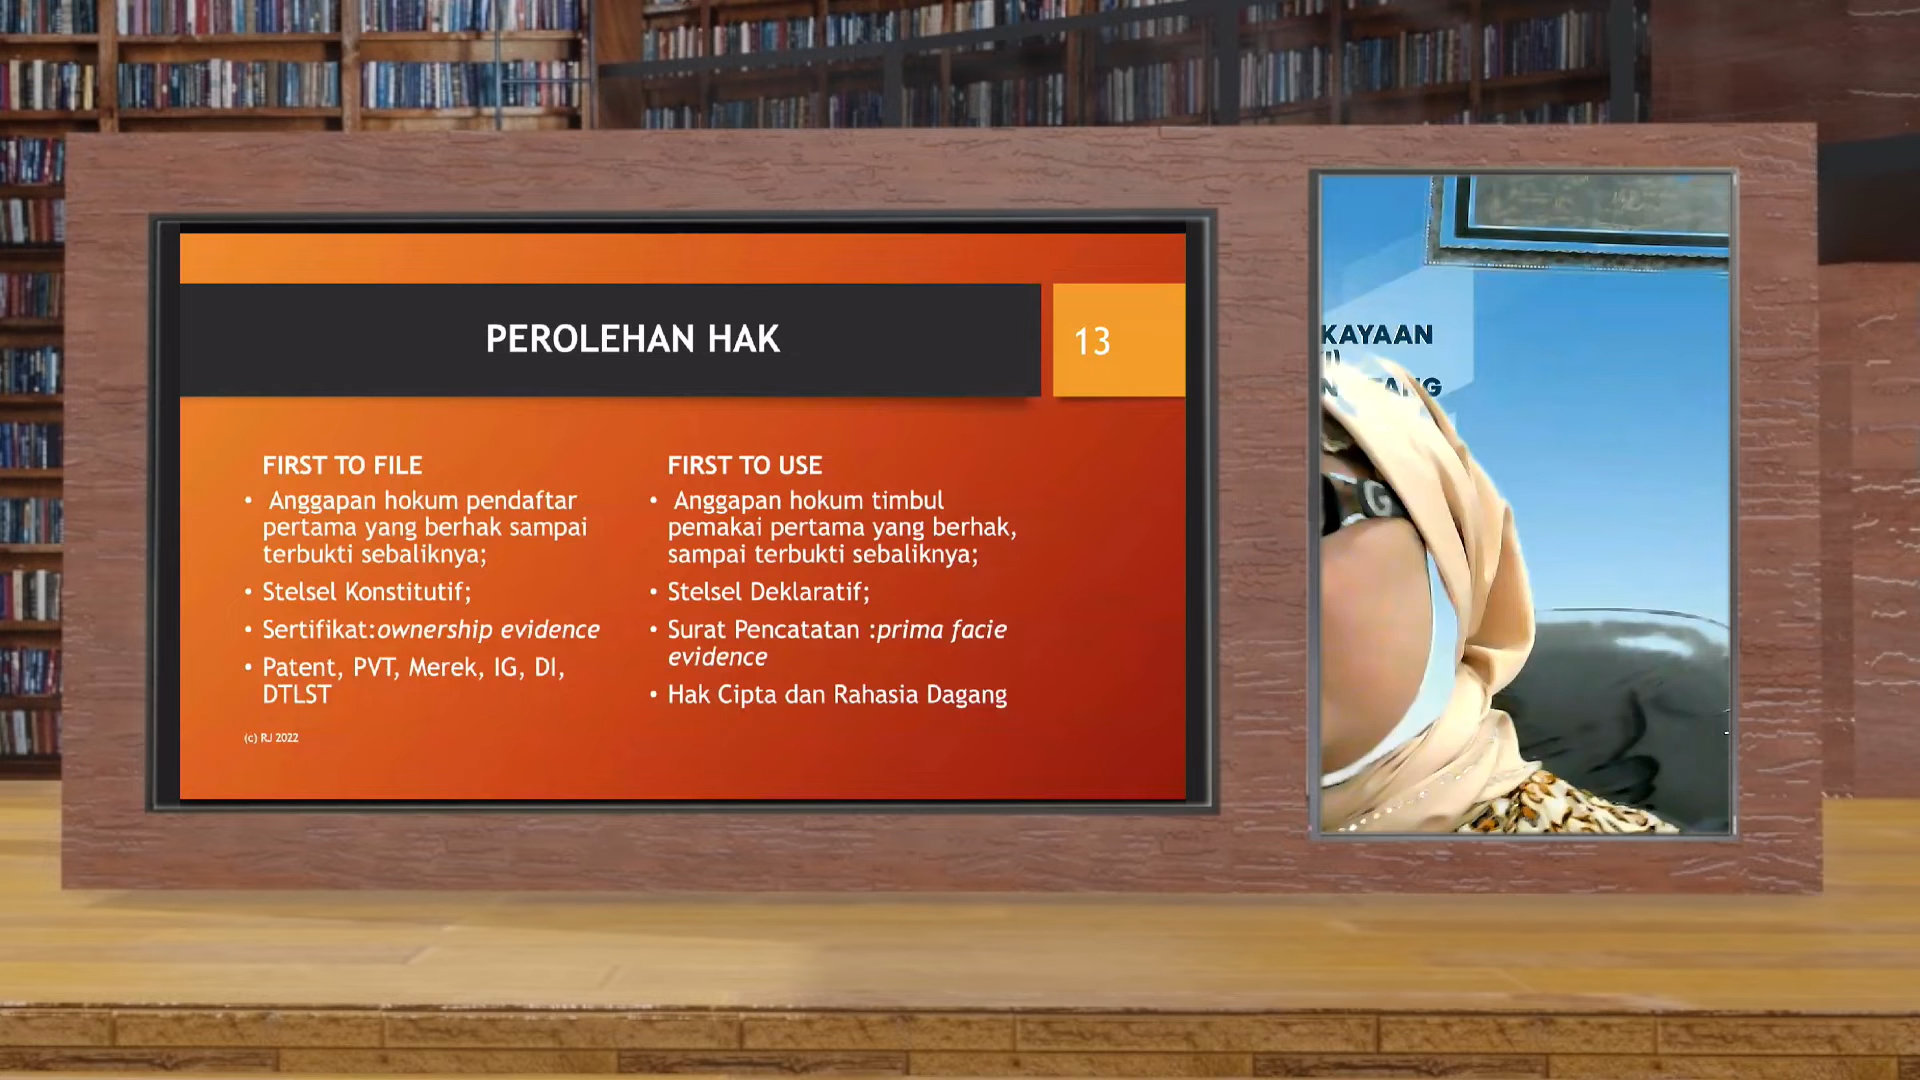 PEROLEHAN HAK
13
FIRST TO FILE
• Anggapan hokum pendaftar
pertama yang berhak sampai
terbukti sebaliknya;
• Stelsel Konstitutif;
• Sertifikat:ownership evidence
• Patent, PVT, Merek, IG, DI,
DTLST
FIRST TO USE
• Anggapan hokum timbul
pemakai pertama yang berhak,
sampai terbukti sebaliknya;
• Stelsel Deklaratif;
• Surat Pencatatan :prima facie
evidence
• Hak Cipta dan Rahasia Dagang
(c) RJ 2022
KAYAAN